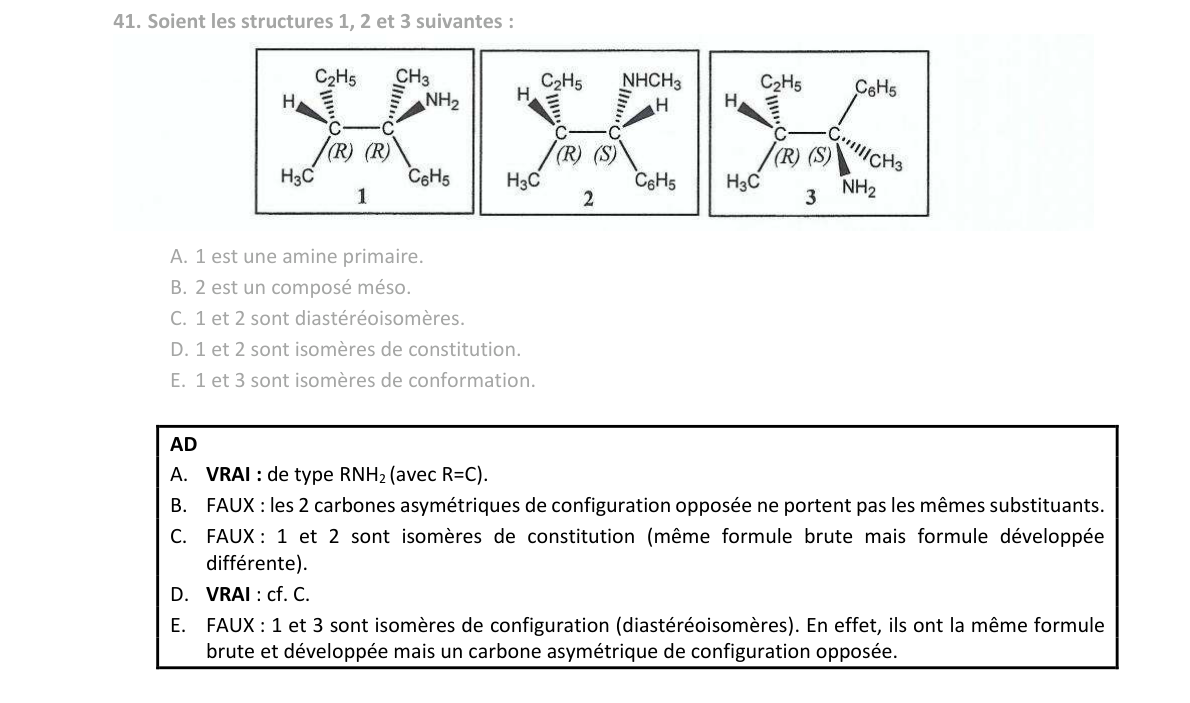 41. Soient les structures 1, 2 et 3 suivantes :
C₂H₅ CH₃ C₂H₅ NHCH₃ C₂H₅ C₆H₅
H NH₂ H H H
C C C C C C
(R) (R) (R) (S) (R) (S) CH₃
H₃C C₆H₅ H₃C C₆H₅ H₃C NH₂
1 2 3
A. 1 est une amine primaire.
B. 2 est un composé méso.
C. 1 et 2 sont diastéréoisomères.
D. 1 et 2 sont isomères de constitution.
E. 1 et 3 sont isomères de conformation.
AD
A. VRAI : de type RNH₂ (avec R=C).
B. FAUX : les 2 carbones asymétriques de configuration opposée ne portent pas les mêmes substituants.
C. FAUX : 1 et 2 sont isomères de constitution (même formule brute mais formule développée
différente).
D. VRAI : cf. C.
E. FAUX : 1 et 3 sont isomères de configuration (diastéréoisomères). En effet, ils ont la même formule
brute et développée mais un carbone asymétrique de configuration opposée.